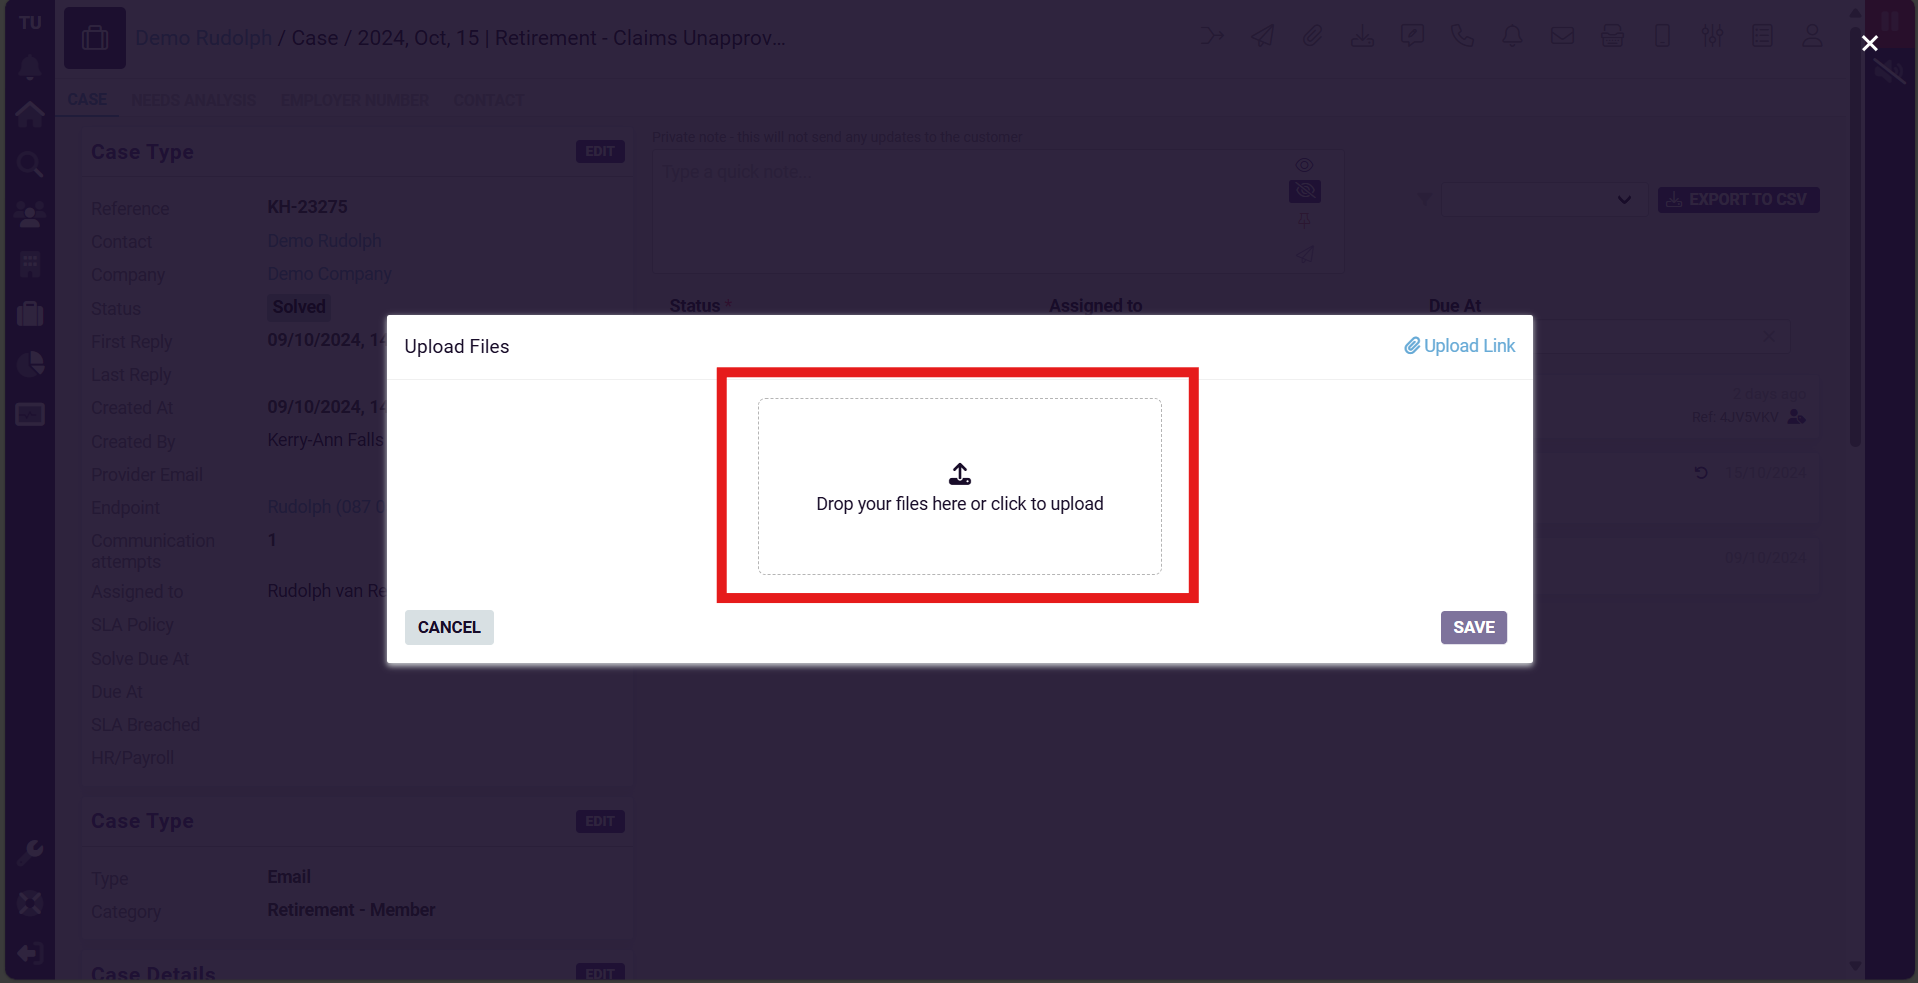 TU
Demo Rudolph / Case / 2024, Oct, 15 | Retirement - Claims Unapprov...
CASE NEEDS ANALYSIS EMPLOYER NUMBER CONTACT
Case Type EDIT
Reference KH-23275
Contact Demo Rudolph
Company Demo Company
Status Solved
First Reply 09/10/2024, 14
Last Reply
Created At 09/10/2024, 14
Created By Kerry-Ann Falls
Provider Email
Endpoint Rudolph (087 0
Communication attempts 1
Assigned to Rudolph van Re
SLA Policy
Solve Due At
Due At
SLA Breached
HR/Payroll
Case Type EDIT
Type Email
Category Retirement - Member
Case Details EDIT
Private note - this will not send any updates to the customer
Type a quick note...
EXPORT TO CSV
Status * Assigned to Due At
2 days ago
Ref: 4JV5VKV
15/10/2024
09/10/2024
Upload Files Upload Link
Drop your files here or click to upload
CANCEL SAVE